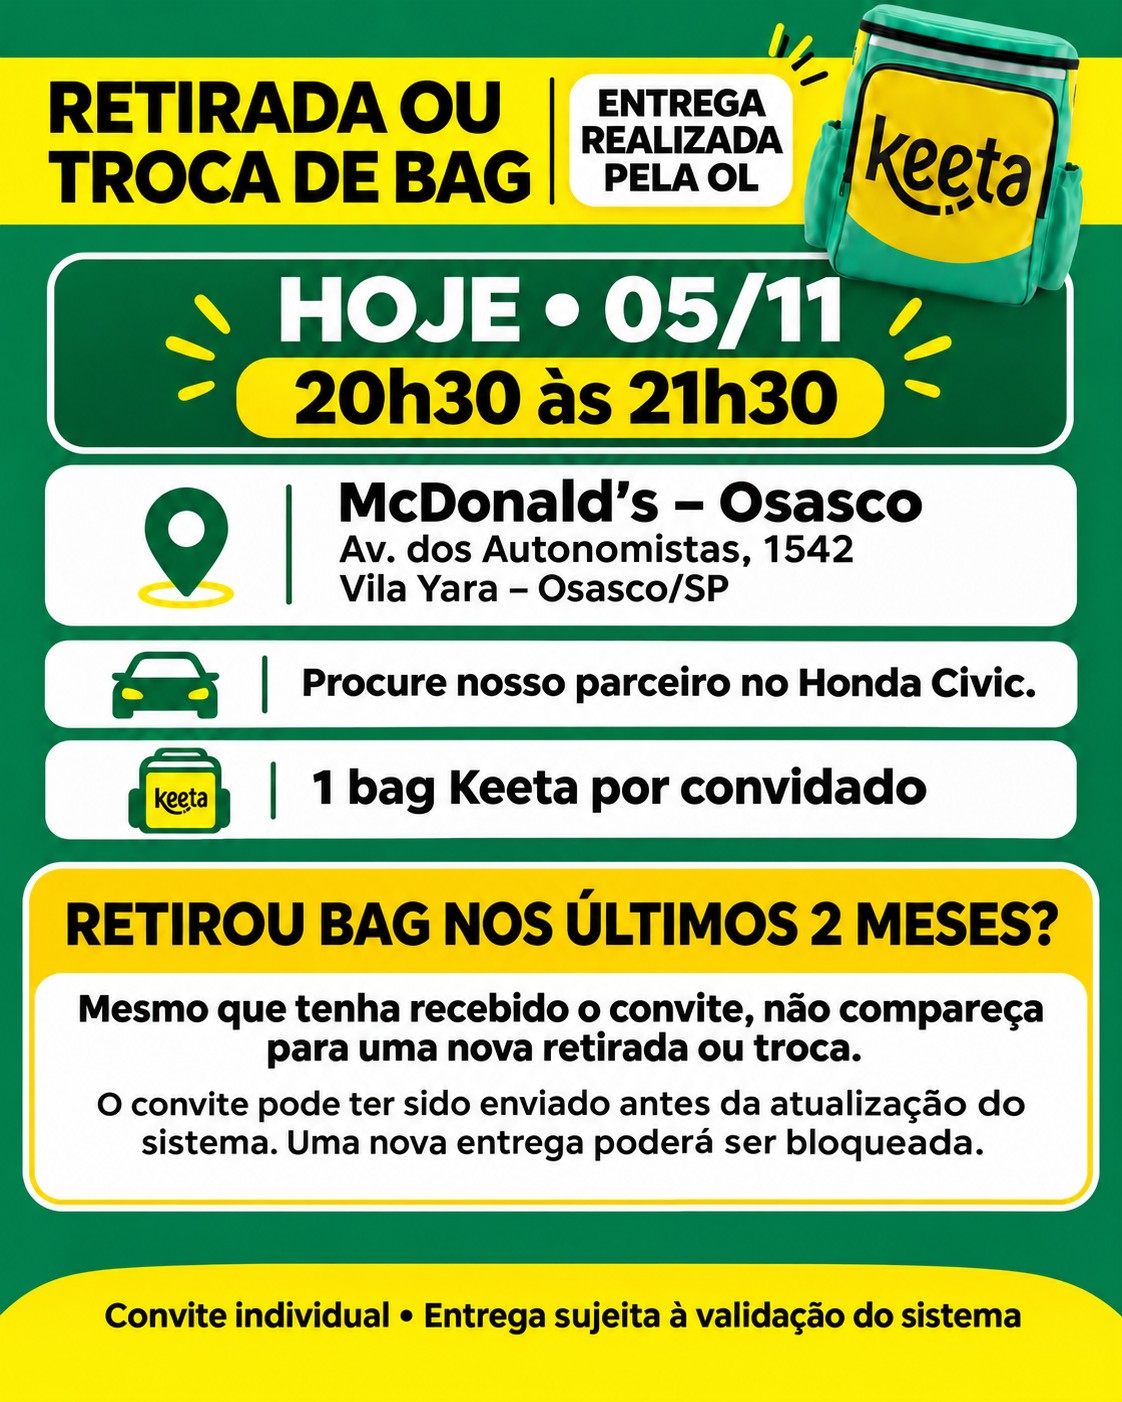 RETIRADA OU
TROCA DE BAG
ENTREGA
REALIZADA
PELA OL
keeta
HOJE • 05/11
20h30 às 21h30
McDonald’s – Osasco
Av. dos Autonomistas, 1542
Vila Yara – Osasco/SP
Procure nosso parceiro no Honda Civic.
keeta
1 bag Keeta por convidado
RETIROU BAG NOS ÚLTIMOS 2 MESES?
Mesmo que tenha recebido o convite, não compareça
para uma nova retirada ou troca.
O convite pode ter sido enviado antes da atualização do
sistema. Uma nova entrega poderá ser bloqueada.
Convite individual • Entrega sujeita à validação do sistema